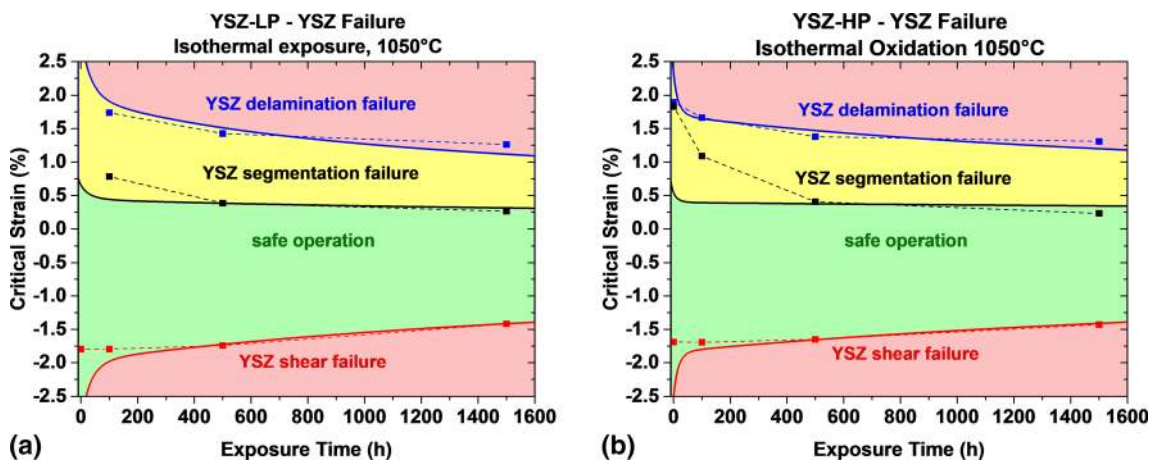 YSZ-LP - YSZ Failure
Isothermal exposure, 1050°C
2.5
2.0
1.5
1.0
0.5
0.0
-0.5
-1.0
-1.5
-2.0
-2.5
Critical Strain (%)
YSZ delamination failure
YSZ segmentation failure
safe operation
YSZ shear failure
0 200 400 600 800 1000 1200 1400 1600
Exposure Time (h)
(a)
YSZ-HP - YSZ Failure
Isothermal Oxidation 1050°C
2.5
2.0
1.5
1.0
0.5
0.0
-0.5
-1.0
-1.5
-2.0
-2.5
Critical Strain (%)
YSZ delamination failure
YSZ segmentation failure
safe operation
YSZ shear failure
0 200 400 600 800 1000 1200 1400 1600
Exposure Time (h)
(b)